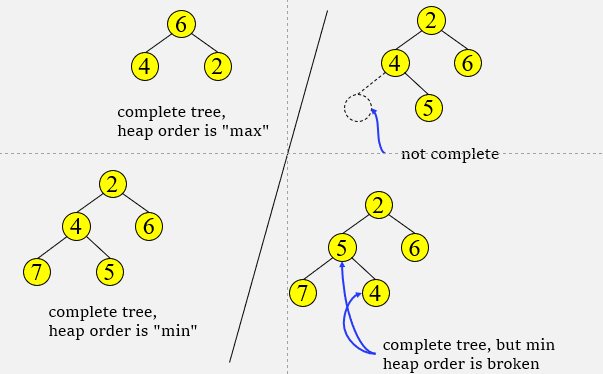 6
4 2
complete tree,
heap order is "max"
2
4 6
5
not complete
2
4 6
7 5
complete tree,
heap order is "min"
2
5 6
7 4
complete tree, but min
heap order is broken